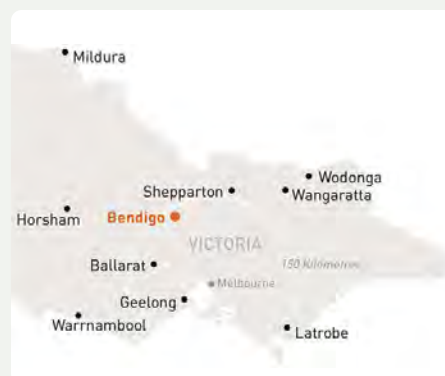 Mildura
Wodonga
Shepparton
Wangaratta
Horsham
Bendigo
VICTORIA
Ballarat
150 Kilometres
Melbourne
Geelong
Warrnambool
Latrobe